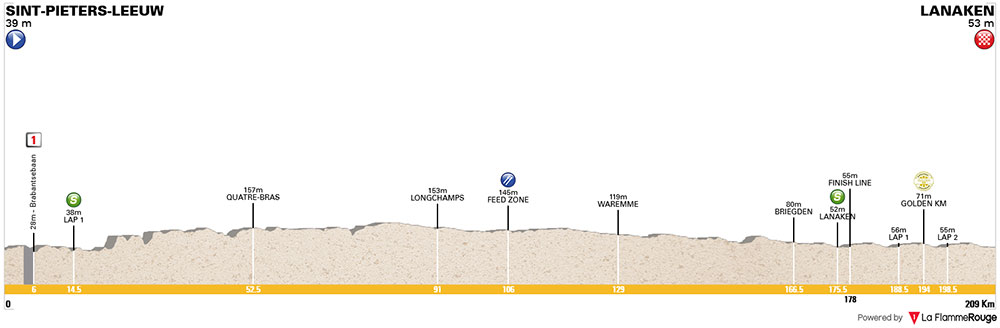 SINT-PIETERS-LEEUW
39 m
LANAKEN
53 m
1
28m - Brabantsebaan
S
38m
LAP 1
157m
QUATRE-BRAS
153m
LONGCHAMPS
145m
FEED ZONE
119m
WAREMME
80m
BRIEGDEN
S
52m
LANAKEN
55m
FINISH LINE
56m
LAP 1
71m
GOLDEN KM
55m
LAP 2
6
14.5
52.5
91
106
129
166.5
175.5
188.5
194
198.5
0
178
209 Km
Powered by La FlammeRouge